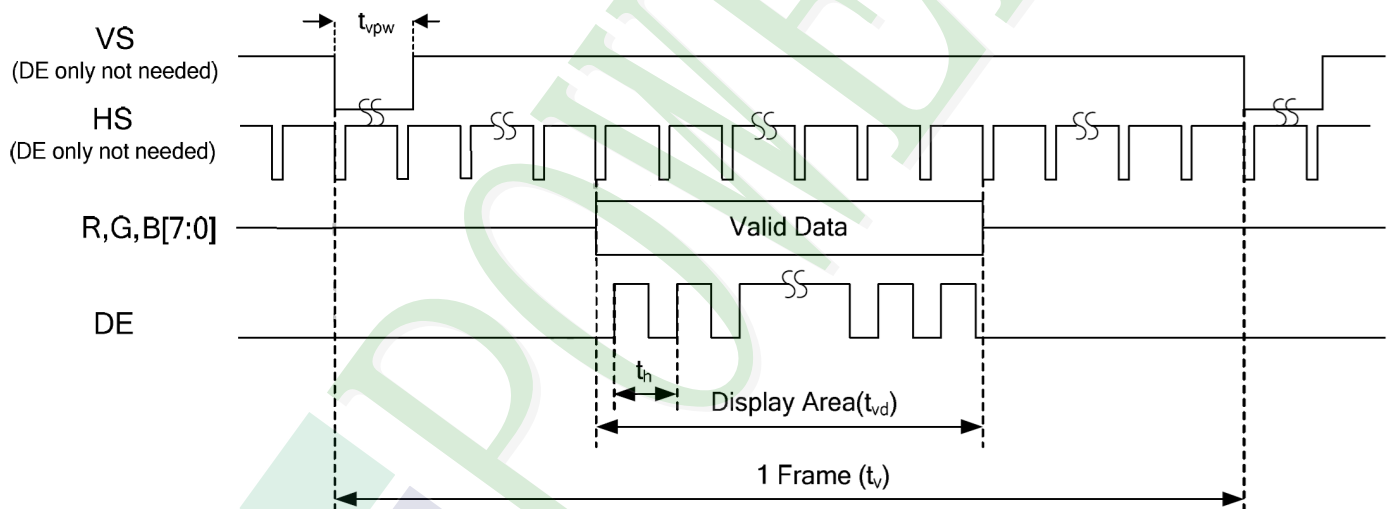 t_vpw
VS
(DE only not needed)
HS
(DE only not needed)
R,G,B[7:0]
Valid Data
DE
t_h
Display Area(t_vd)
1 Frame (t_v)
POWE